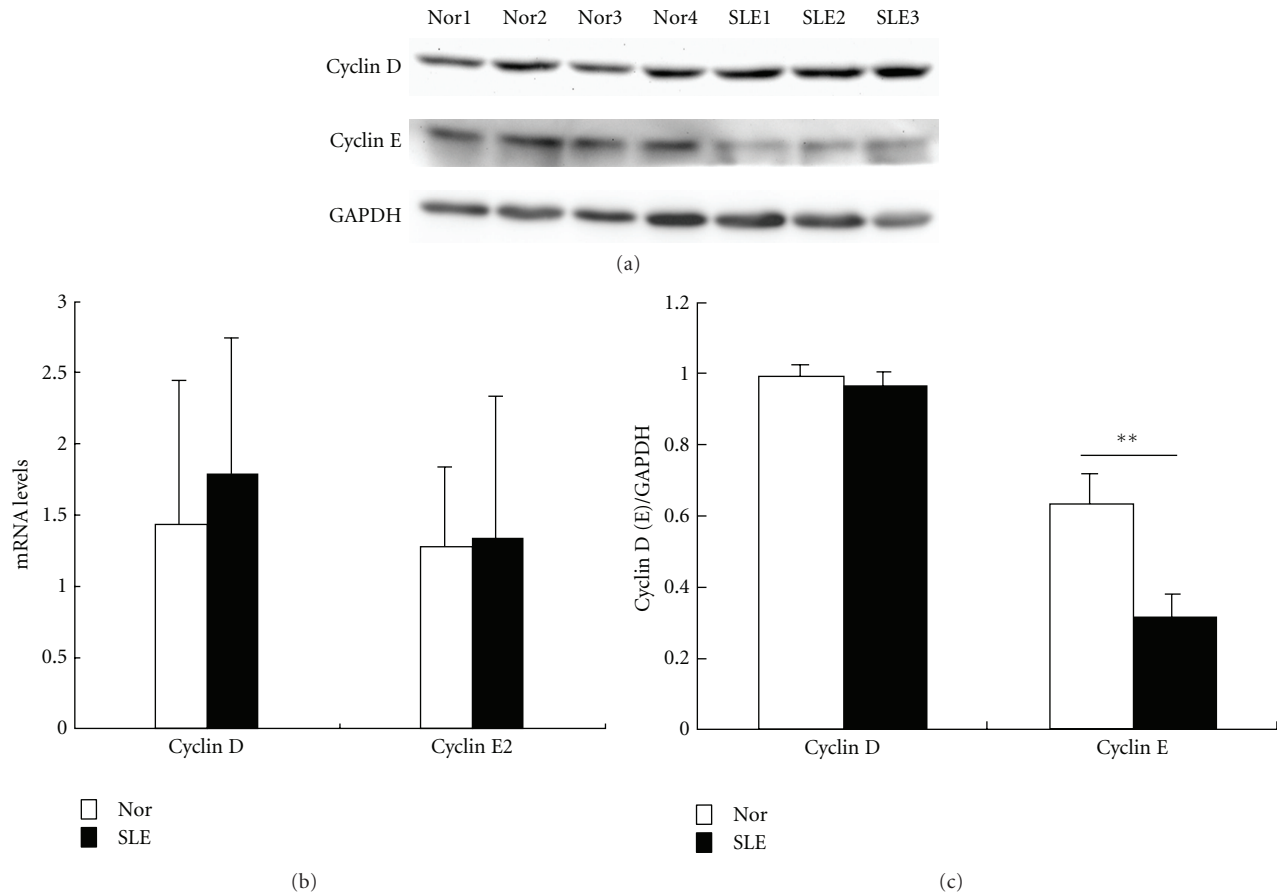 Nor1 Nor2 Nor3 Nor4 SLE1 SLE2 SLE3
Cyclin D
Cyclin E
GAPDH
(a)
3
2.5
2
1.5
1
0.5
0
mRNA levels
Cyclin D Cyclin E2
Nor
SLE
(b)
1.2
1
0.8
0.6
0.4
0.2
0
Cyclin D (E)/GAPDH
**
Cyclin D Cyclin E
Nor
SLE
(c)